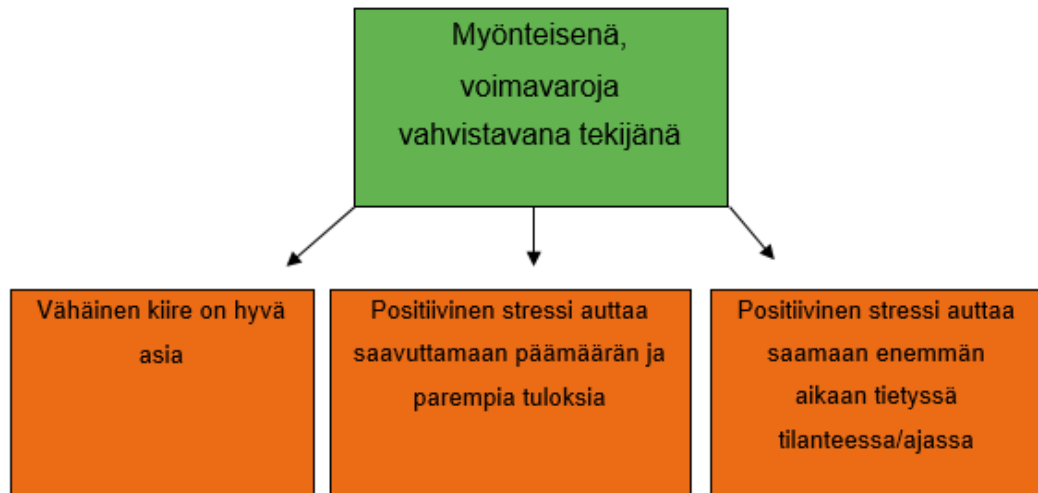 Myönteisenä,
voimavaroja
vahvistavana tekijänä
Vähäinen kiire on hyvä
asia
Positiivinen stressi auttaa
saavuttamaan päämäärän ja
parempia tuloksia
Positiivinen stressi auttaa
saamaan enemmän
aikaan tietyssä
tilanteessa/ajassa